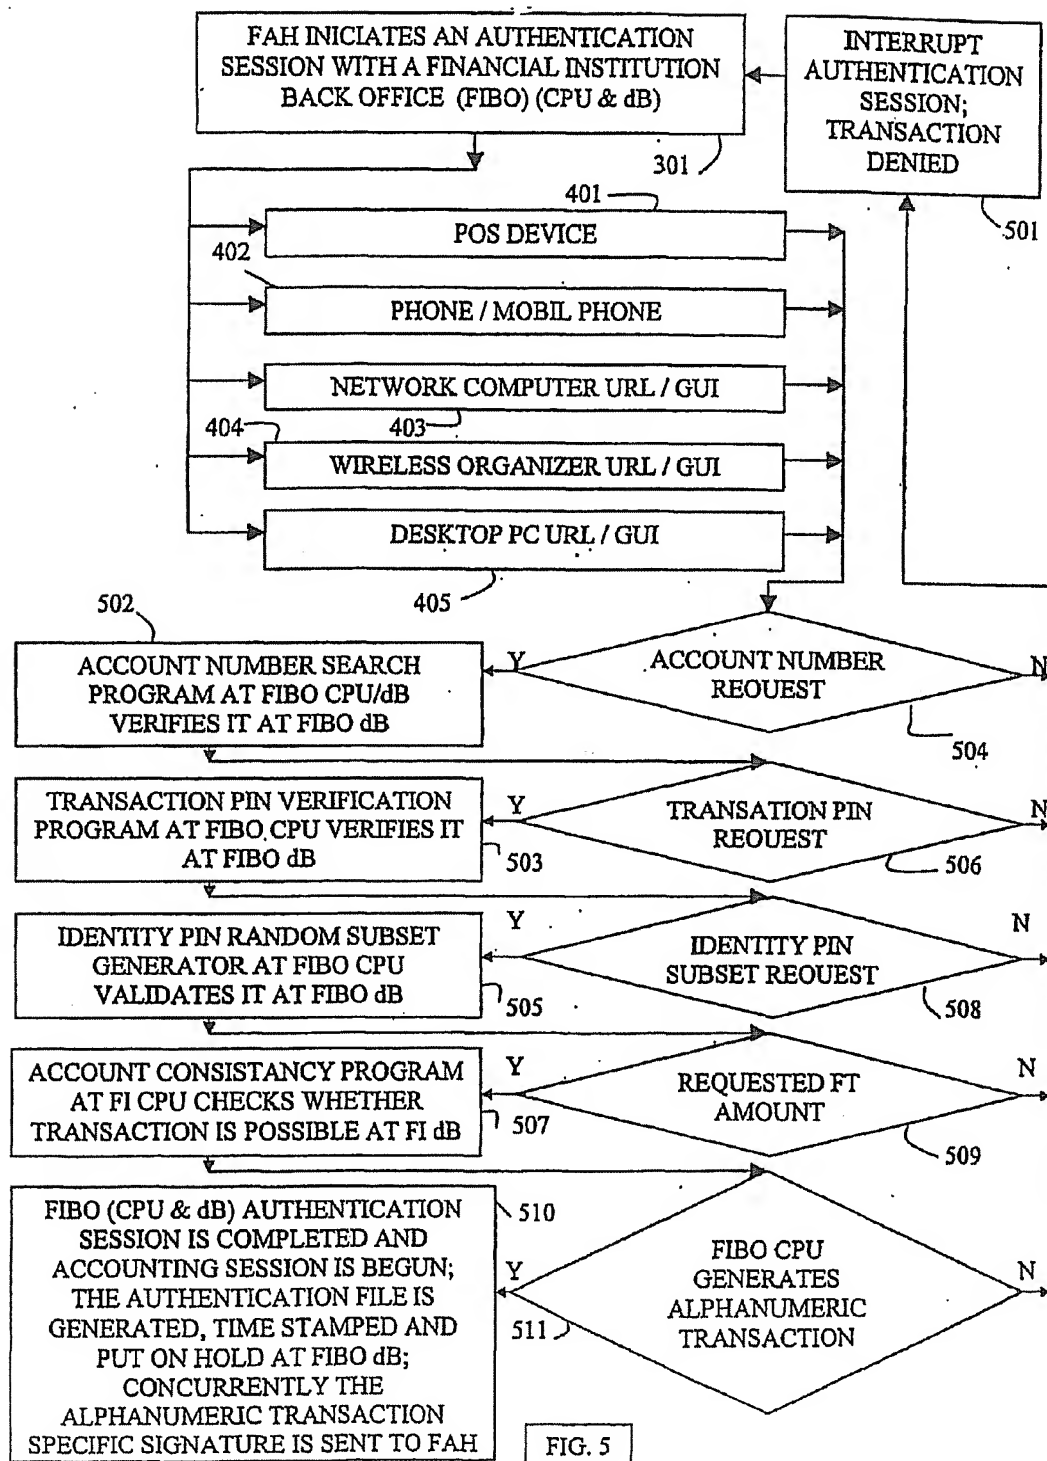 FAH INICIATES AN AUTHENTICATION
SESSION WITH A FINANCIAL INSTITUTION
BACK OFFICE (FIBO) (CPU & dB)
301
INTERRUPT
AUTHENTICATION
SESSION;
TRANSACTION
DENIED
501
401
POS DEVICE
402
PHONE / MOBIL PHONE
NETWORK COMPUTER URL / GUI
403
404
WIRELESS ORGANIZER URL / GUI
DESKTOP PC URL / GUI
405
502
ACCOUNT NUMBER SEARCH
PROGRAM AT FIBO CPU/dB
VERIFIES IT AT FIBO dB
Y
ACCOUNT NUMBER
REQUEST
N
504
TRANSACTION PIN VERIFICATION
PROGRAM AT FIBO CPU VERIFIES IT
AT FIBO dB
503
Y
TRANSATION PIN
REQUEST
N
506
IDENTITY PIN RANDOM SUBSET
GENERATOR AT FIBO CPU
VALIDATES IT AT FIBO dB
505
Y
IDENTITY PIN
SUBSET REQUEST
N
508
ACCOUNT CONSISTANCY PROGRAM
AT FI CPU CHECKS WHETHER
TRANSACTION IS POSSIBLE AT FI dB
507
Y
REQUESTED FT
AMOUNT
N
509
FIBO (CPU & dB) AUTHENTICATION
SESSION IS COMPLETED AND
ACCOUNTING SESSION IS BEGUN;
THE AUTHENTICATION FILE IS
GENERATED, TIME STAMPED AND
PUT ON HOLD AT FIBO dB;
CONCURRENTLY THE
ALPHANUMERIC TRANSACTION
SPECIFIC SIGNATURE IS SENT TO FAH
510
Y
511
FIBO CPU
GENERATES
ALPHANUMERIC
TRANSACTION
N
FIG. 5